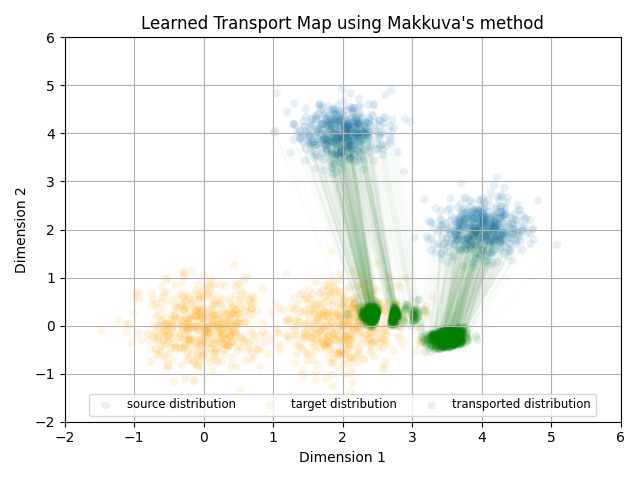 Learned Transport Map using Makkuva's method
6
5
4
3
2
1
0
−1
−2
Dimension 2
source distribution target distribution transported distribution
−2 −1 0 1 2 3 4 5 6
Dimension 1